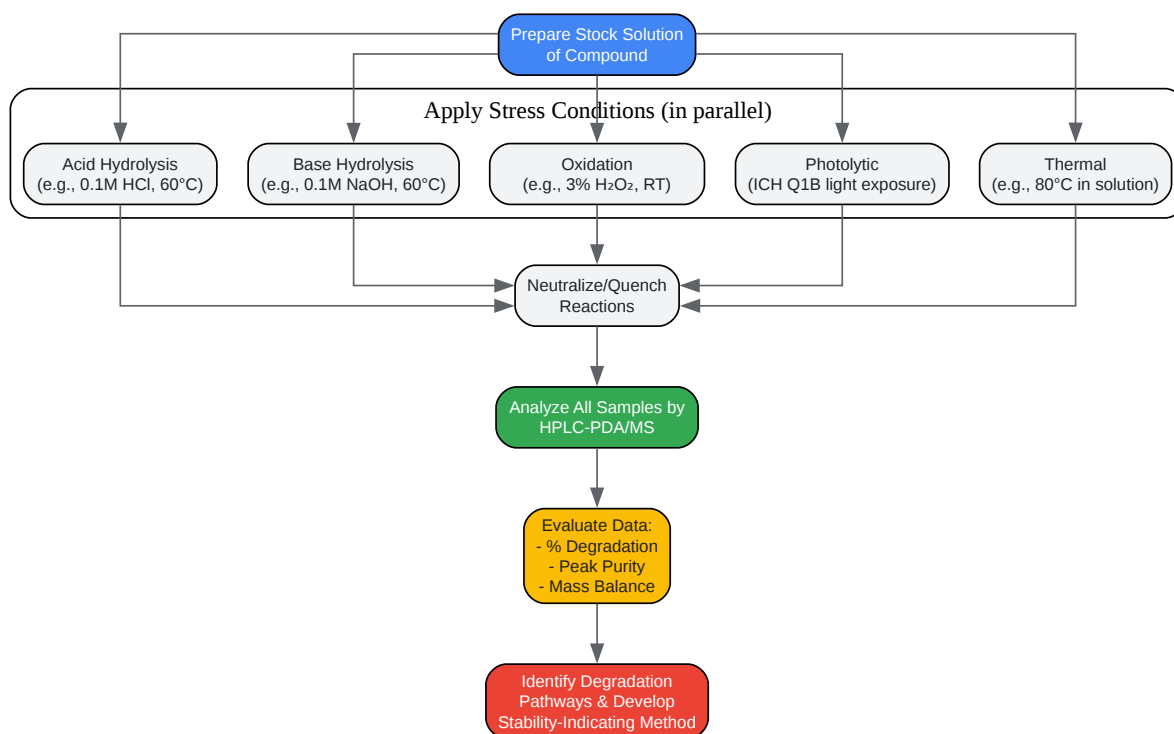 Prepare Stock Solution
of Compound
Apply Stress Conditions (in parallel)
Acid Hydrolysis
(e.g., 0.1M HCl, 60°C)
Base Hydrolysis
(e.g., 0.1M NaOH, 60°C)
Oxidation
(e.g., 3% H₂O₂, RT)
Photolytic
(ICH Q1B light exposure)
Thermal
(e.g., 80°C in solution)
Neutralize/Quench
Reactions
Analyze All Samples by
HPLC-PDA/MS
Evaluate Data:
- % Degradation
- Peak Purity
- Mass Balance
Identify Degradation
Pathways & Develop
Stability-Indicating Method